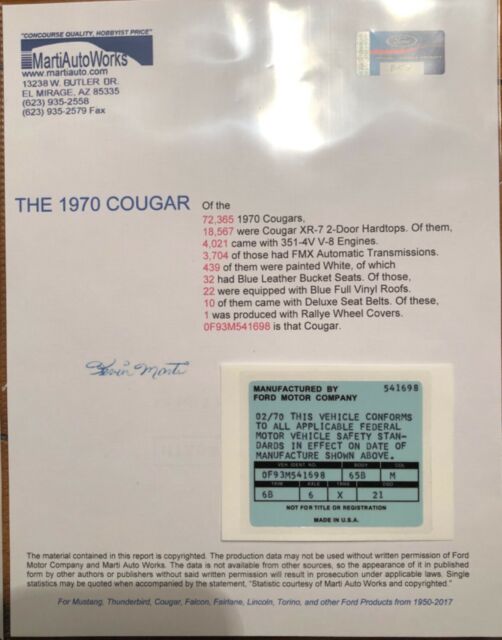 "CONCOURSE QUALITY, HOBBYIST PRICE"
MartiAutoWorks
www.martiauto.com
13238 W. BUTLER DR.
EL MIRAGE, AZ 85335
(623) 935-2558
(623) 935-2579 Fax
Ford
THE 1970 COUGAR
Of the
72,365 1970 Cougars,
18,567 were Cougar XR-7 2-Door Hardtops. Of them,
4,021 came with 351-4V V-8 Engines.
3,704 of those had FMX Automatic Transmissions.
439 of them were painted White, of which
32 had Blue Leather Bucket Seats. Of those,
22 were equipped with Blue Full Vinyl Roofs.
10 of them came with Deluxe Seat Belts. Of these,
1 was produced with Rallye Wheel Covers.
0F93M541698 is that Cougar.
Kevin Marti
MANUFACTURED BY 541698
FORD MOTOR COMPANY
02/70 THIS VEHICLE CONFORMS
TO ALL APPLICABLE FEDERAL
MOTOR VEHICLE SAFETY STAN-
DARDS IN EFFECT ON DATE OF
MANUFACTURE SHOWN ABOVE.
VEH. IDENT. NO. BODY COL
0F93M541698 65B M
TRIM AXLE TRNS DSO
6B 6 X 21
NOT FOR TITLE OR REGISTRATION
MADE IN U.S.A.
The material contained in this report is copyrighted. The production data may not be used without written permission of Ford
Motor Company and Marti Auto Works. The data is not available from other sources, so the appearance of it in published
form by other authors or publishers without said written permission will result in prosecution under applicable laws. Single
statistics may be quoted when accompanied by the statement, "Statistic courtesy of Marti Auto Works and copyrighted."
For Mustang, Thunderbird, Cougar, Falcon, Fairlane, Lincoln, Torino, and other Ford Products from 1950-2017